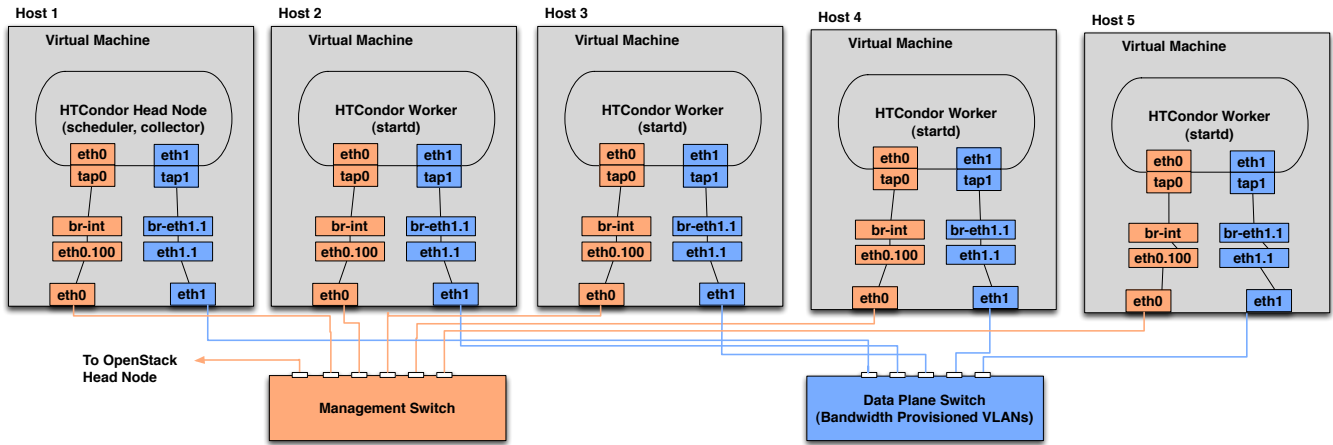 Host 1
Virtual Machine
HTCondor Head Node
(scheduler, collector)
eth0
eth1
tap0
tap1
br-int
br-eth1.1
eth0.100
eth1.1
eth0
eth1
Host 2
Virtual Machine
HTCondor Worker
(startd)
eth0
eth1
tap0
tap1
br-int
br-eth1.1
eth0.100
eth1.1
eth0
eth1
Host 3
Virtual Machine
HTCondor Worker
(startd)
eth0
eth1
tap0
tap1
br-int
br-eth1.1
eth0.100
eth1.1
eth0
eth1
Host 4
Virtual Machine
HTCondor Worker
(startd)
eth0
eth1
tap0
tap1
br-int
br-eth1.1
eth0.100
eth1.1
eth0
eth1
Host 5
Virtual Machine
HTCondor Worker
(startd)
eth0
eth1
tap0
tap1
br-int
br-eth1.1
eth0.100
eth1.1
eth0
eth1
To OpenStack
Head Node
Management Switch
Data Plane Switch
(Bandwidth Provisioned VLANs)